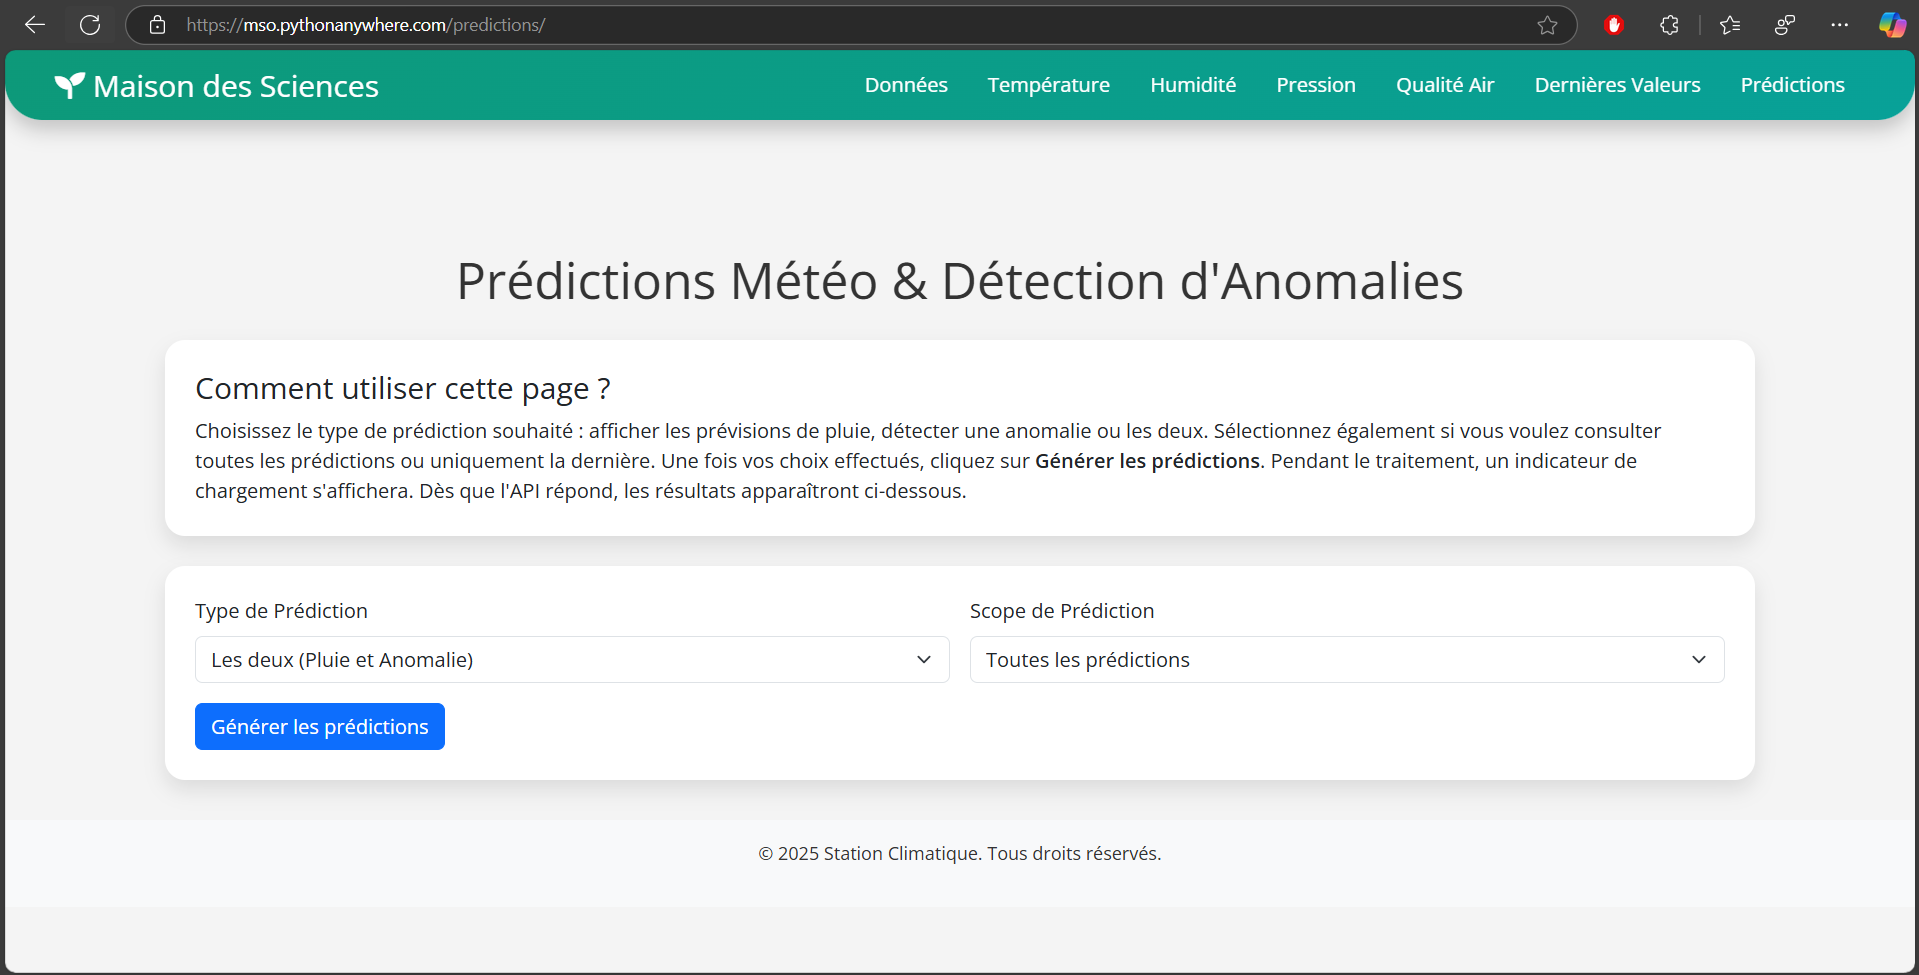 https://mso.pythonanywhere.com/predictions/
Maison des Sciences
Données
Température
Humidité
Pression
Qualité Air
Dernières Valeurs
Prédictions
Prédictions Météo & Détection d'Anomalies
Comment utiliser cette page ?
Choisissez le type de prédiction souhaité : afficher les prévisions de pluie, détecter une anomalie ou les deux. Sélectionnez également si vous voulez consulter
toutes les prédictions ou uniquement la dernière. Une fois vos choix effectués, cliquez sur Générer les prédictions. Pendant le traitement, un indicateur de
chargement s'affichera. Dès que l'API répond, les résultats apparaîtront ci-dessous.
Type de Prédiction
Les deux (Pluie et Anomalie)
Scope de Prédiction
Toutes les prédictions
Générer les prédictions
© 2025 Station Climatique. Tous droits réservés.